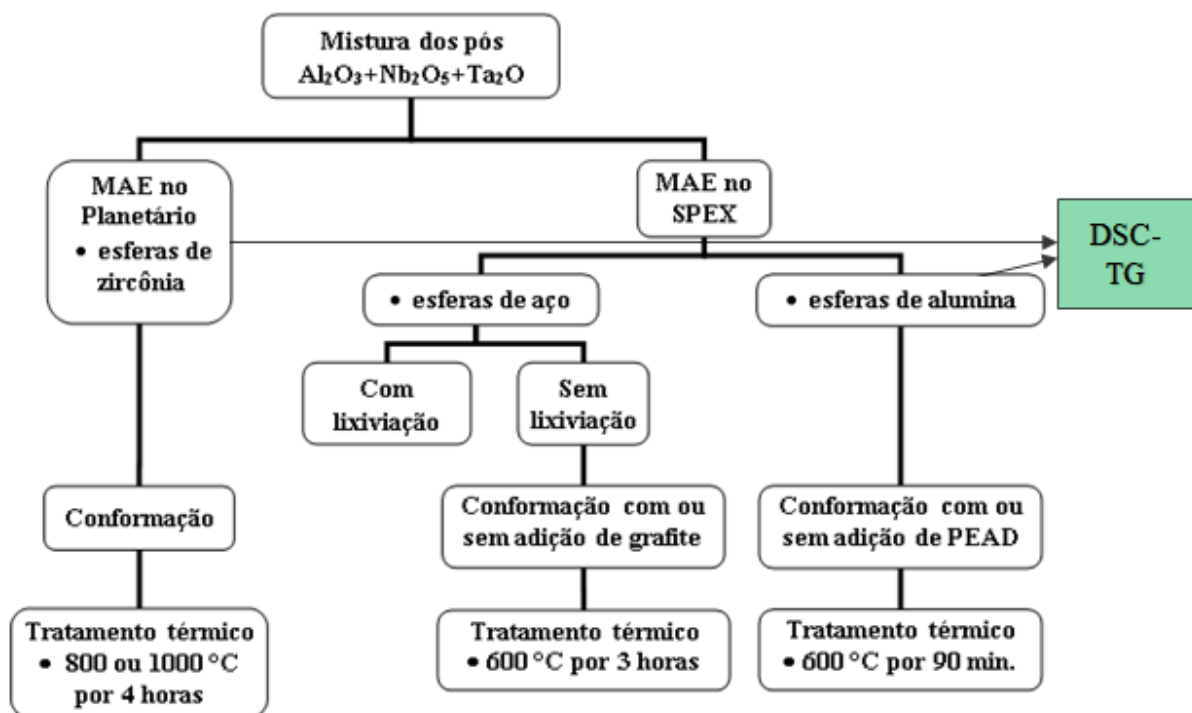 Mistura dos pós
Al₂O₃+Nb₂O₅+Ta₂O
MAE no
Planetário
• esferas de
zircônia
MAE no
SPEX
DSC-
TG
• esferas de aço
• esferas de alumina
Com
lixiviação
Sem
lixiviação
Conformação
Conformação com ou
sem adição de grafite
Conformação com ou
sem adição de PEAD
Tratamento térmico
• 800 ou 1000 °C
por 4 horas
Tratamento térmico
• 600 °C por 3 horas
Tratamento térmico
• 600 °C por 90 min.